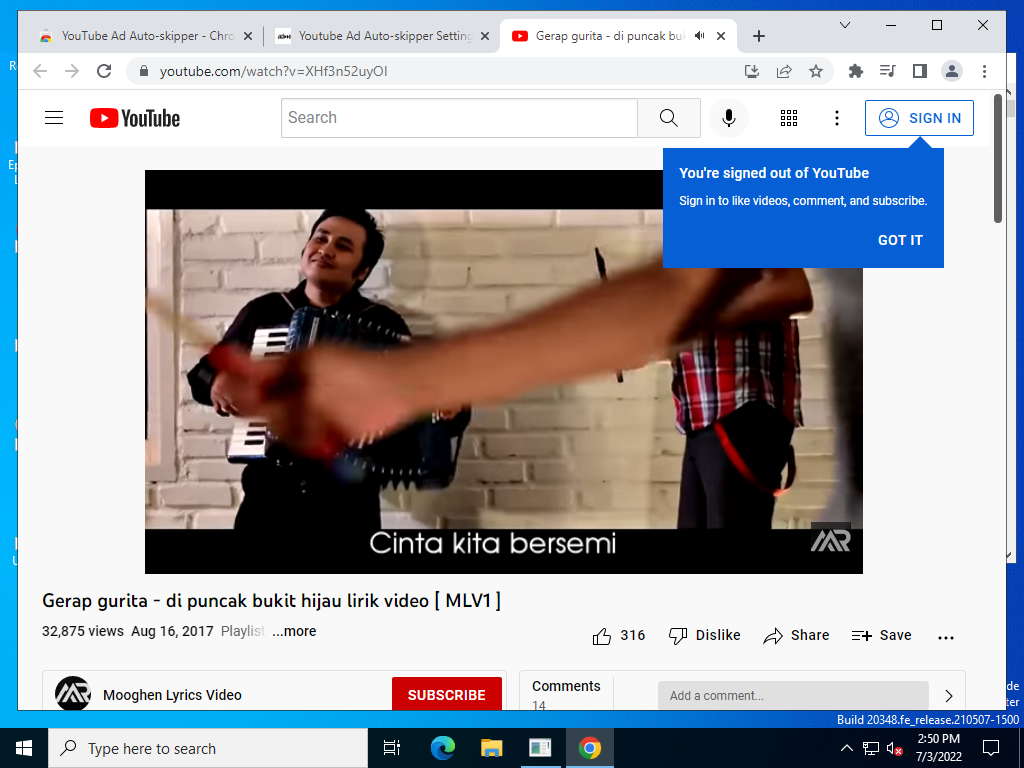 YouTube Ad Auto-skipper - Chro
Youtube Ad Auto-skipper Setting
Gerap gurita - di puncak buk
youtube.com/watch?v=XHf3n52uyOI
YouTube
Search
SIGN IN
You're signed out of YouTube
Sign in to like videos, comment, and subscribe.
GOT IT
Cinta kita bersemi
MR
Gerap gurita - di puncak bukit hijau lirik video [ MLV1 ]
32,875 views Aug 16, 2017 Playlist ...more
316 Dislike Share Save
Mooghen Lyrics Video
SUBSCRIBE
Comments
14
Add a comment...
Build 20348.fe_release.210507-1500
Type here to search
2:50 PM
7/3/2022